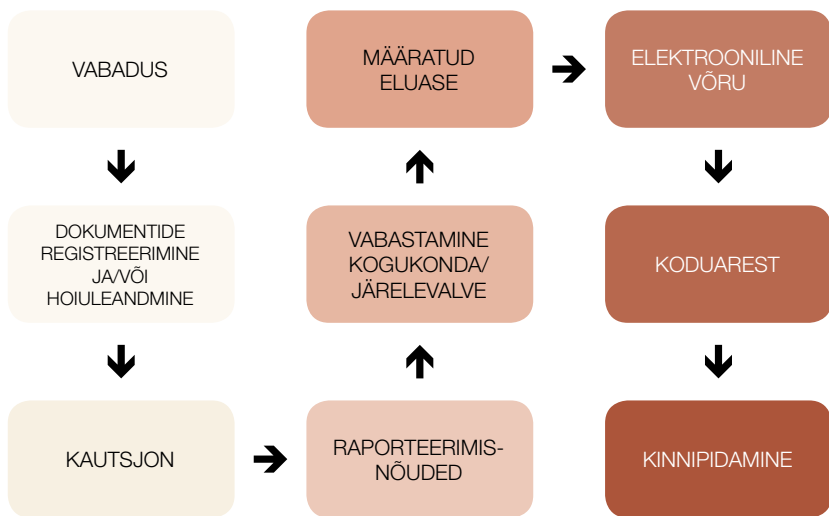 VABADUS
DOKUMENTIDE
REGISTREERIMINE
JA/VÕI
HOIULEANDMINE
KAUTSJON
RAPORTEERIMIS-
NÕUDED
VABASTAMINE
KOGUKONDA/
JÄRELEVALVE
MÄÄRATUD
ELUASE
ELEKTROONILINE
VÕRU
KODUAREST
KINNIPIDAMINE